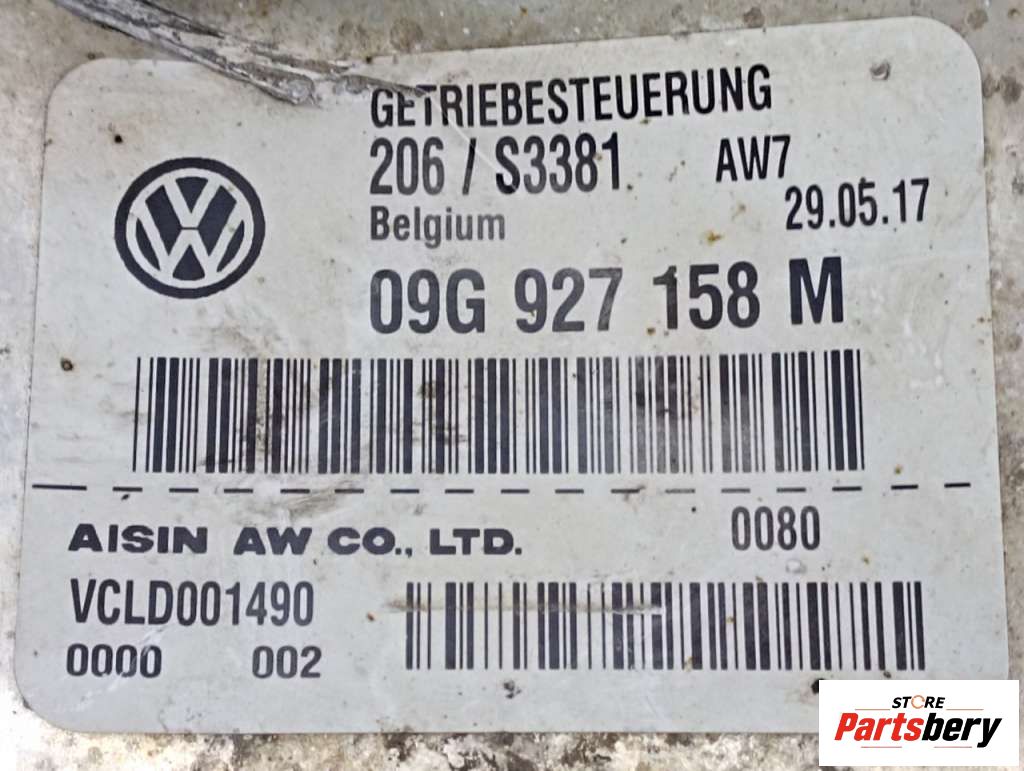 GETRIEBESTEUERUNG
206 / S3381 AW7
Belgium 29.05.17
09G 927 158 M
AISIN AW CO., LTD. 0080
VCLD001490
0000 002
STORE
Partsbery